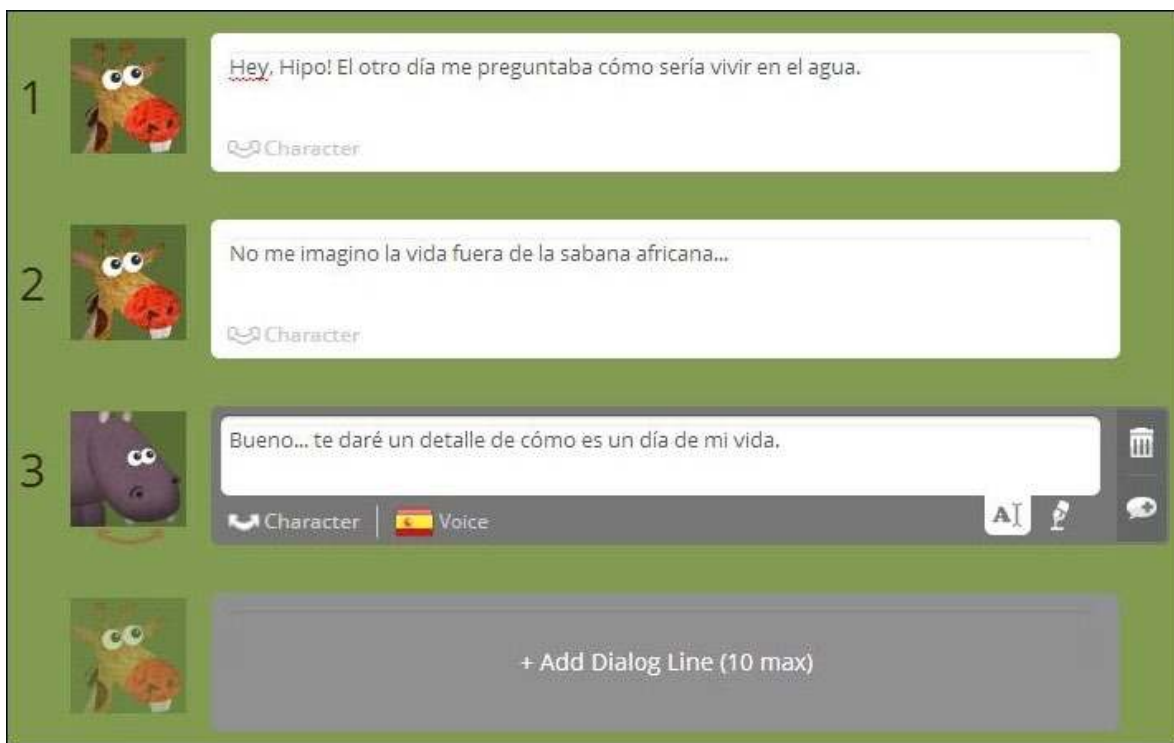 1
Hey, Hipo! El otro día me preguntaba cómo sería vivir en el agua.
Character
2
No me imagino la vida fuera de la sabana africana...
Character
3
Bueno... te daré un detalle de cómo es un día de mi vida.
Character Voice A
+ Add Dialog Line (10 max)